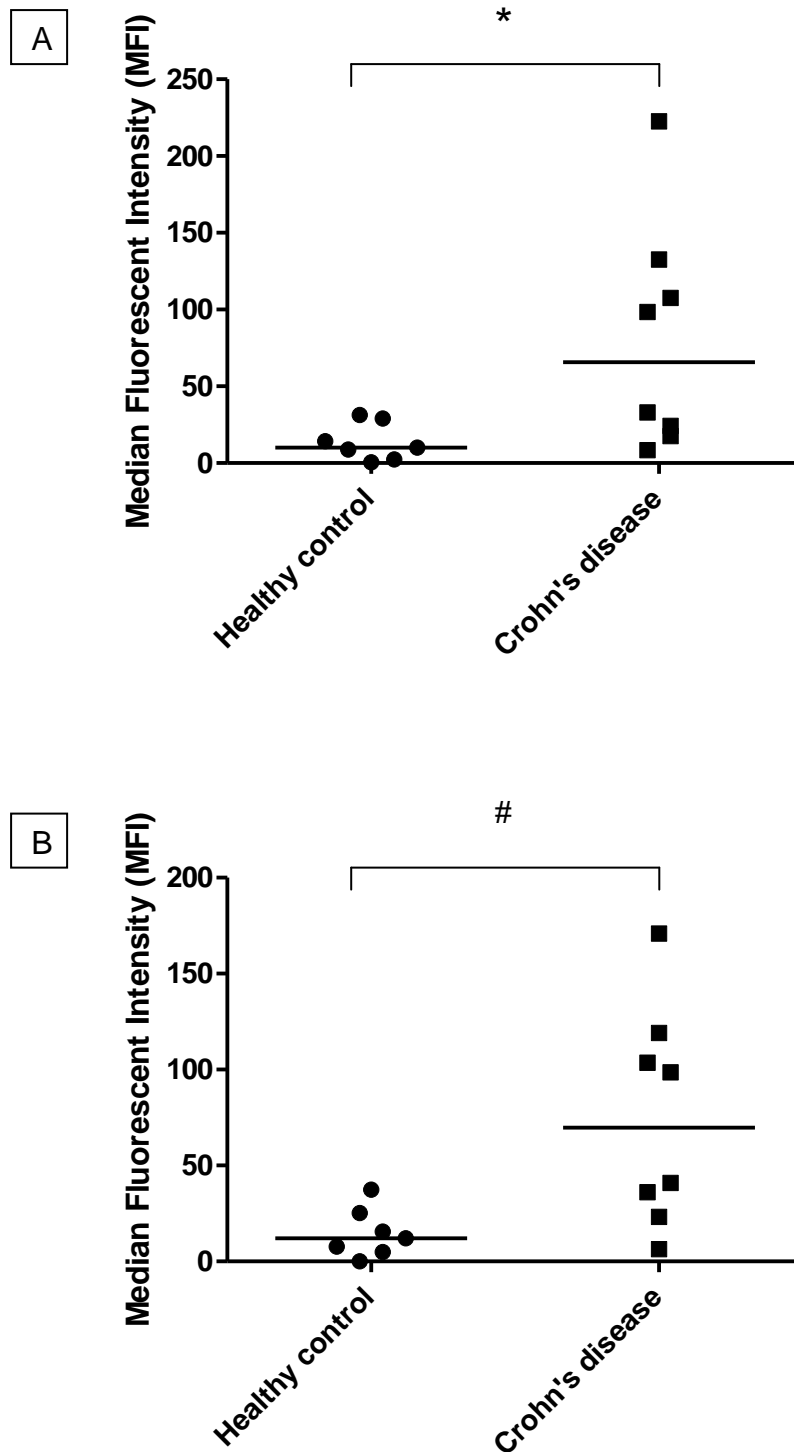 A
*
Median Fluorescent Intensity (MFI)
250
200
150
100
50
0
Healthy control
Crohn's disease
B
#
Median Fluorescent Intensity (MFI)
200
150
100
50
0
Healthy control
Crohn's disease